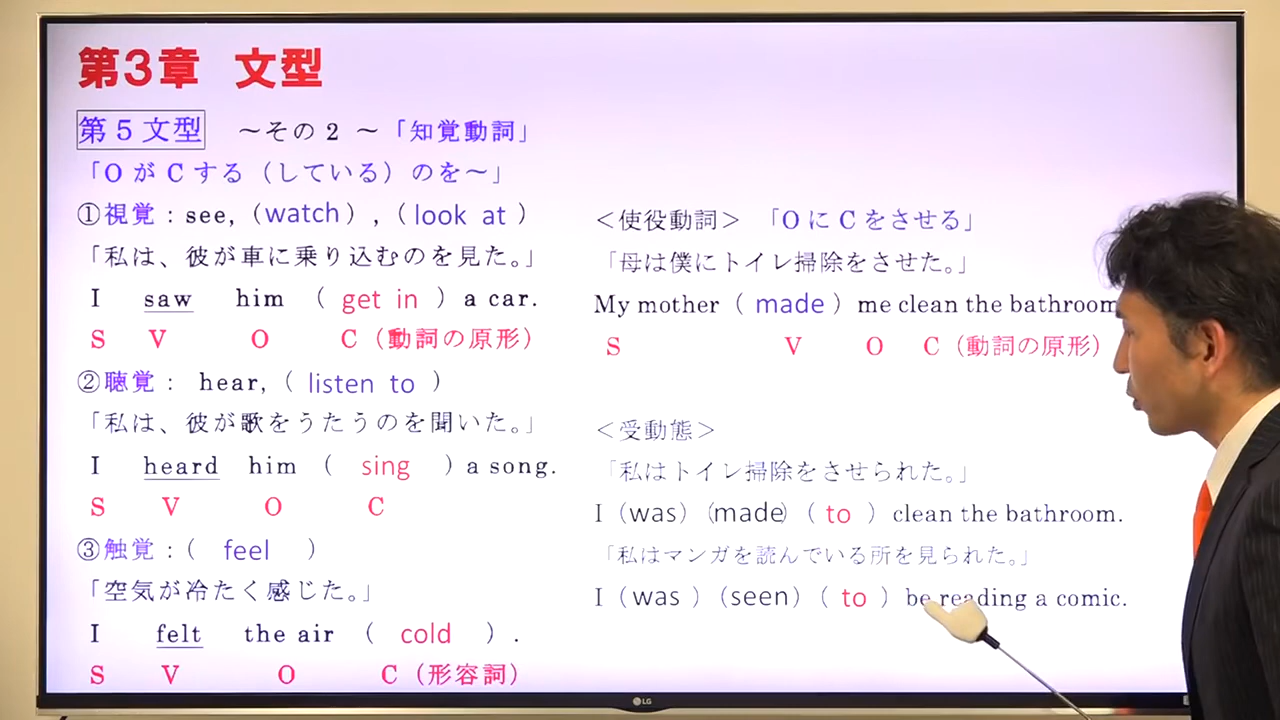 第3章 文型
第5文型 ～その2～「知覚動詞」
「OがCする（している）のを～」
①視覚：see,（watch）,（look at）
「私は、彼が車に乗り込むのを見た。」
I saw him （ get in ）a car.
S V O C（動詞の原形）
②聴覚： hear,（ listen to ）
「私は、彼が歌をうたうのを聞いた。」
I heard him （ sing ）a song.
S V O C
③触覚：（ feel ）
「空気が冷たく感じた。」
I felt the air （ cold ）.
S V O C（形容詞）
＜使役動詞＞ 「OにCをさせる」
「母は僕にトイレ掃除をさせた。」
My mother（ made ）me clean the bathroom
S V O C（動詞の原形）
＜受動態＞
「私はトイレ掃除をさせられた。」
I（was）（made）（ to ）clean the bathroom.
「私はマンガを読んでいる所を見られた。」
I（was ）（seen）（ to ）be reading a comic.
LG